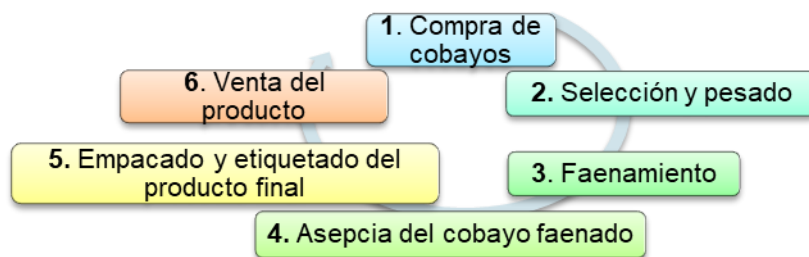 1. Compra de
cobayos
2. Selección y pesado
3. Faenamiento
4. Asepcia del cobayo faenado
5. Empacado y etiquetado del
producto final
6. Venta del
producto